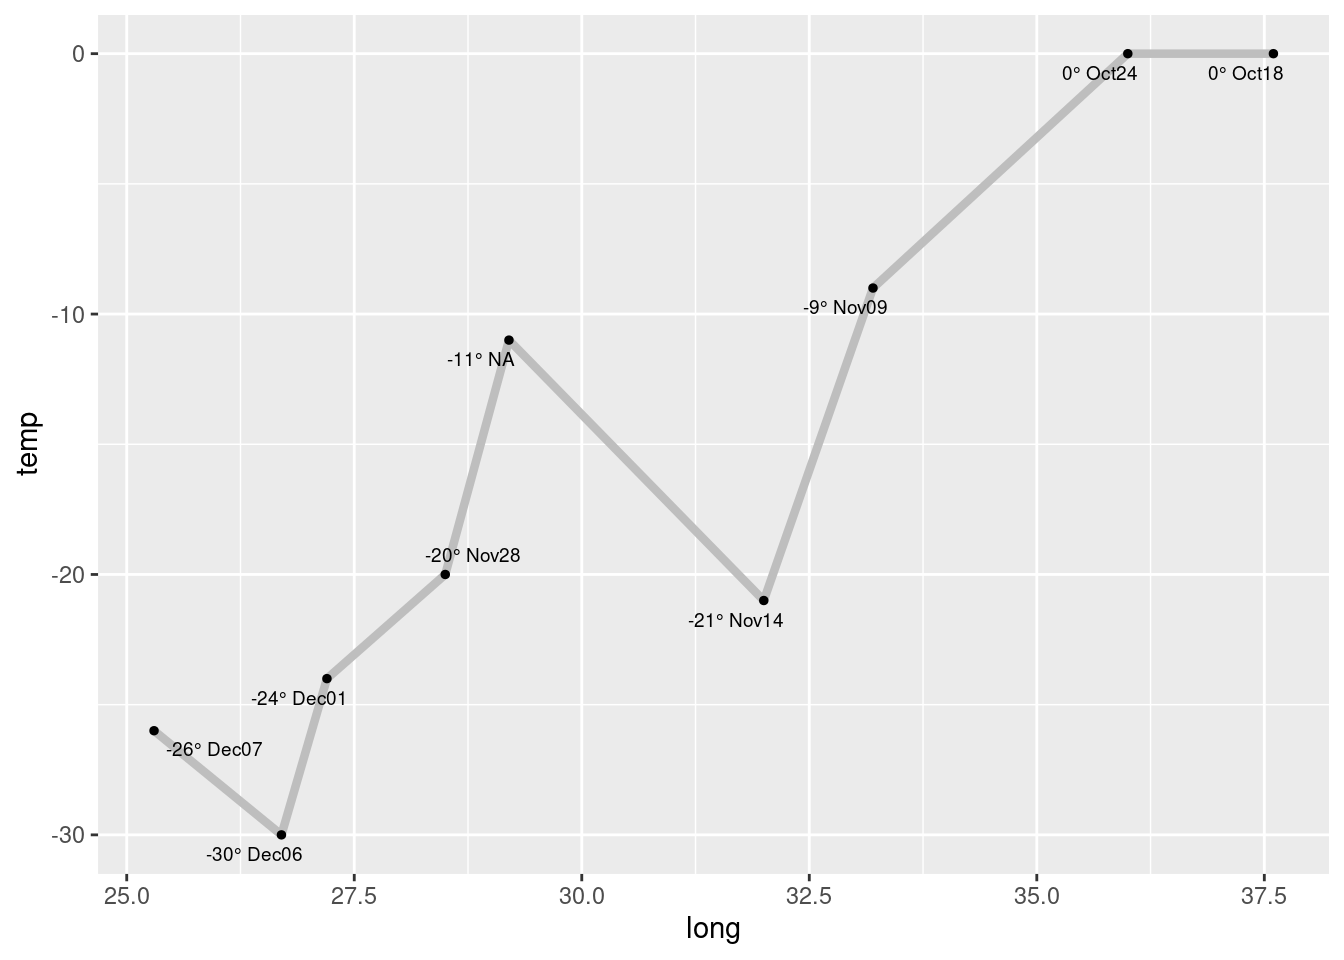 0
0° Oct24
0° Oct18
-10
-9° Nov09
-11° NA
temp
-20° Nov28
-20
-21° Nov14
-24° Dec01
-26° Dec07
-30
-30° Dec06
25.0
27.5
30.0
32.5
35.0
37.5
long